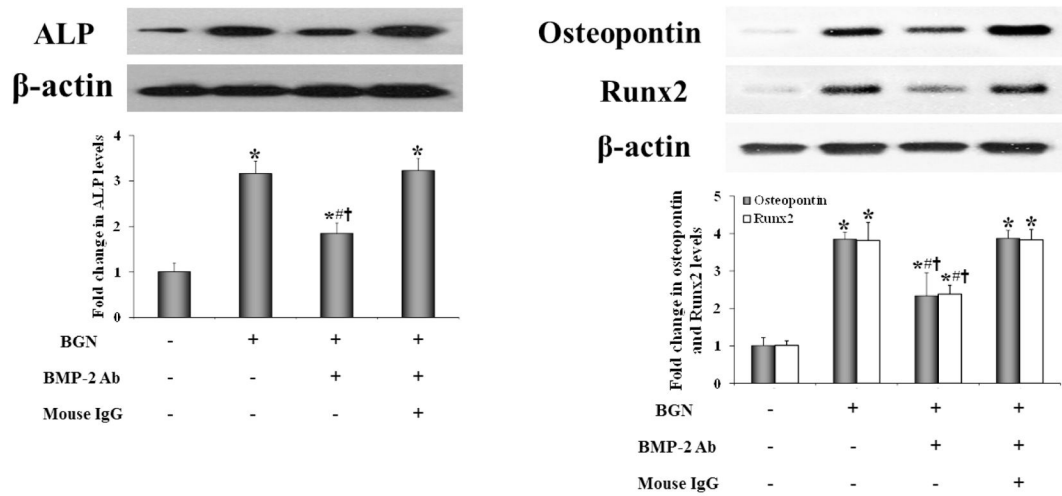 ALP
β-actin
Fold change in ALP levels
4
3
2
1
0
*
*#†
*
BGN - + + +
BMP-2 Ab - - + +
Mouse IgG - - - +
Osteopontin
Runx2
β-actin
Fold change in osteopontin
and Runx2 levels
5
4
3
2
1
0
Osteopontin
Runx2
* *
*#† *#†
* *
BGN - + + +
BMP-2 Ab - - + +
Mouse IgG - - - +